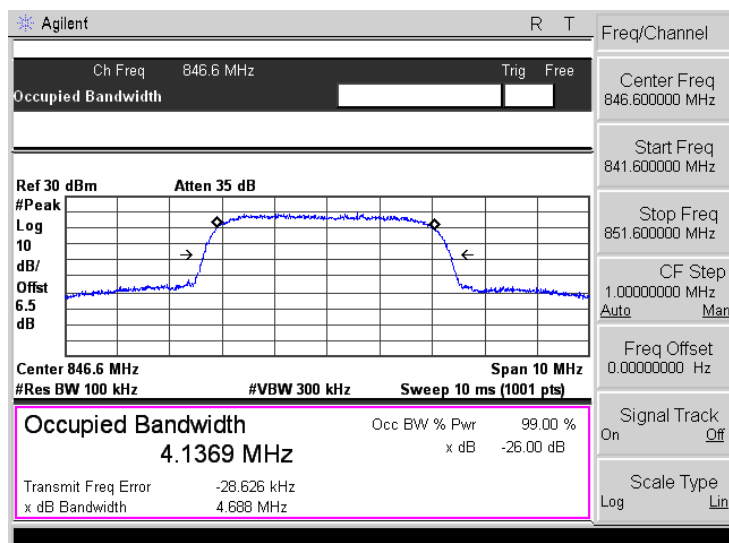 Agilent R T
Ch Freq 846.6 MHz Trig Free
Occupied Bandwidth
Ref 30 dBm Atten 35 dB
#Peak
Log
10
dB/
Offst
6.5
dB
Center 846.6 MHz Span 10 MHz
#Res BW 100 kHz #VBW 300 kHz Sweep 10 ms (1001 pts)
Occupied Bandwidth
4.1369 MHz
Occ BW % Pwr 99.00 %
x dB -26.00 dB
Transmit Freq Error -28.626 kHz
x dB Bandwidth 4.688 MHz
Freq/Channel
Center Freq
846.600000 MHz
Start Freq
841.600000 MHz
Stop Freq
851.600000 MHz
CF Step
1.00000000 MHz
Auto Man
Freq Offset
0.00000000 Hz
Signal Track
On Off
Scale Type
Log Lin